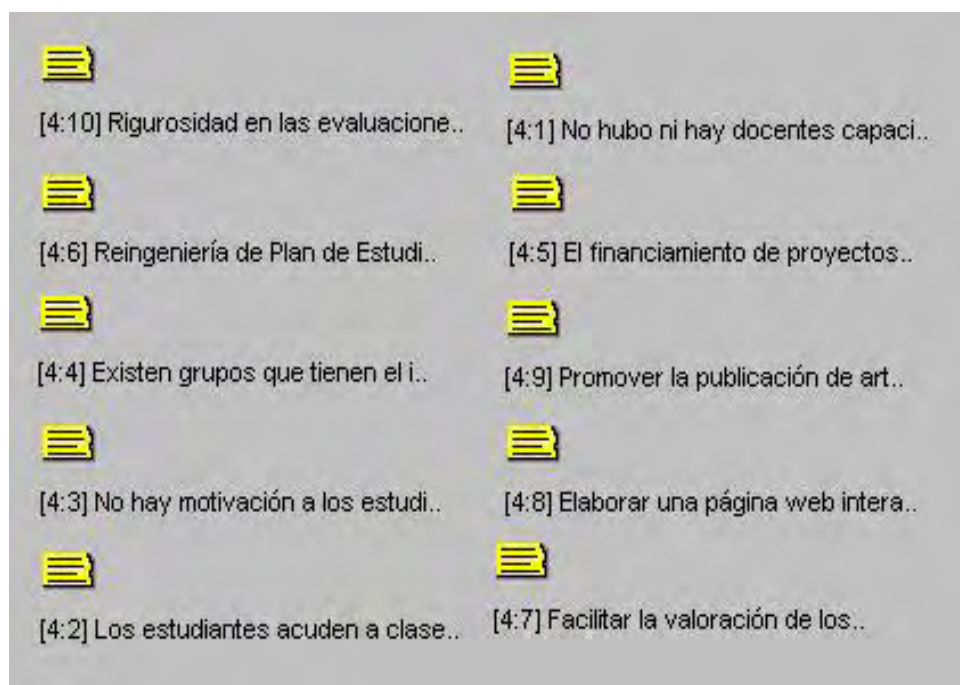 [4:10] Rigurosidad en las evaluacione..
[4:1] No hubo ni hay docentes capaci..
[4:6] Reingeniería de Plan de Estudi..
[4:5] El financiamiento de proyectos..
[4:4] Existen grupos que tienen el i..
[4:9] Promover la publicación de art..
[4:3] No hay motivación a los estudi..
[4:8] Elaborar una página web intera..
[4:2] Los estudiantes acuden a clase..
[4:7] Facilitar la valoración de los..